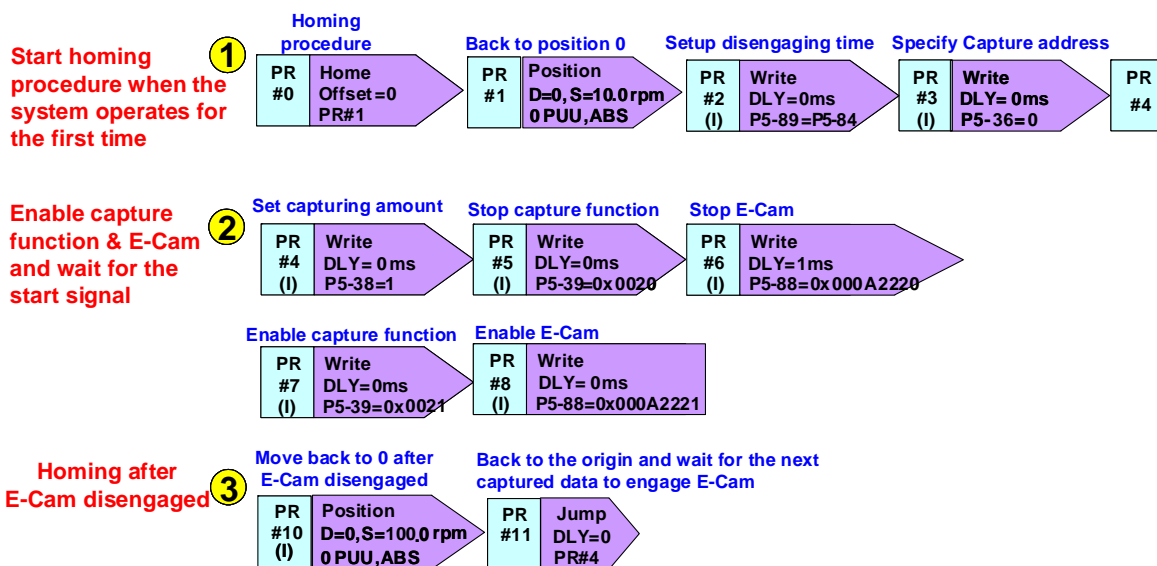 Start homing
procedure when the
system operates for
the first time
1
Homing
procedure
PR
#0
Home
Offset=0
PR#1
Back to position 0
PR
#1
Position
D=0, S=10.0 rpm
0 PUU, ABS
Setup disengaging time
PR
#2
(I)
Write
DLY=0ms
P5-89=P5-84
Specify Capture address
PR
#3
(I)
Write
DLY= 0ms
P5-36=0
PR
#4
Enable capture
function & E-Cam
and wait for the
start signal
2
Set capturing amount
PR
#4
(I)
Write
DLY= 0 ms
P5-38=1
Stop capture function
PR
#5
(I)
Write
DLY=0ms
P5-39=0x0020
Stop E-Cam
PR
#6
(I)
Write
DLY=1ms
P5-88=0x000A2220
Enable capture function
PR
#7
(I)
Write
DLY=0ms
P5-39=0x0021
Enable E-Cam
PR
#8
(I)
Write
DLY= 0ms
P5-88=0x000A2221
Homing after
E-Cam disengaged
3
Move back to 0 after
E-Cam disengaged
PR
#10
(I)
Position
D=0,S=100.0 rpm
0 PUU,ABS
Back to the origin and wait for the next
captured data to engage E-Cam
PR
#11
Jump
DLY=0
PR#4